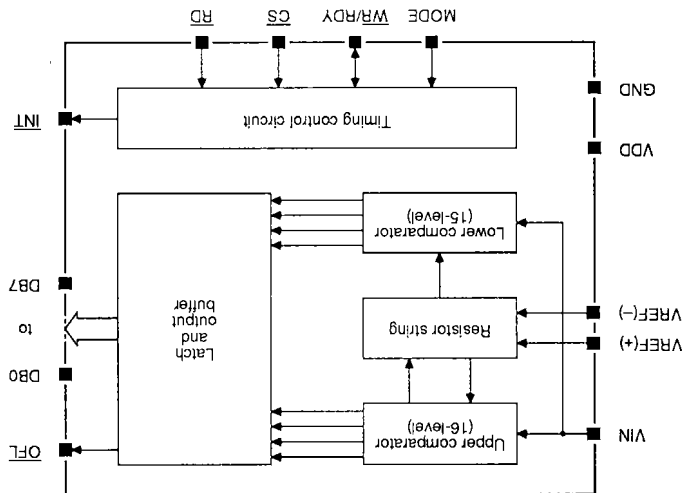 VIN
Upper comparator
(16-level)
OFL
DB0
VREF(+)
VREF(−)
Resistor string
Latch
and
output
buffer
to
DB7
Lower comparator
(15-level)
VDD
GND
Timing control circuit
INT
MODE
WR/RDY
CS
RD